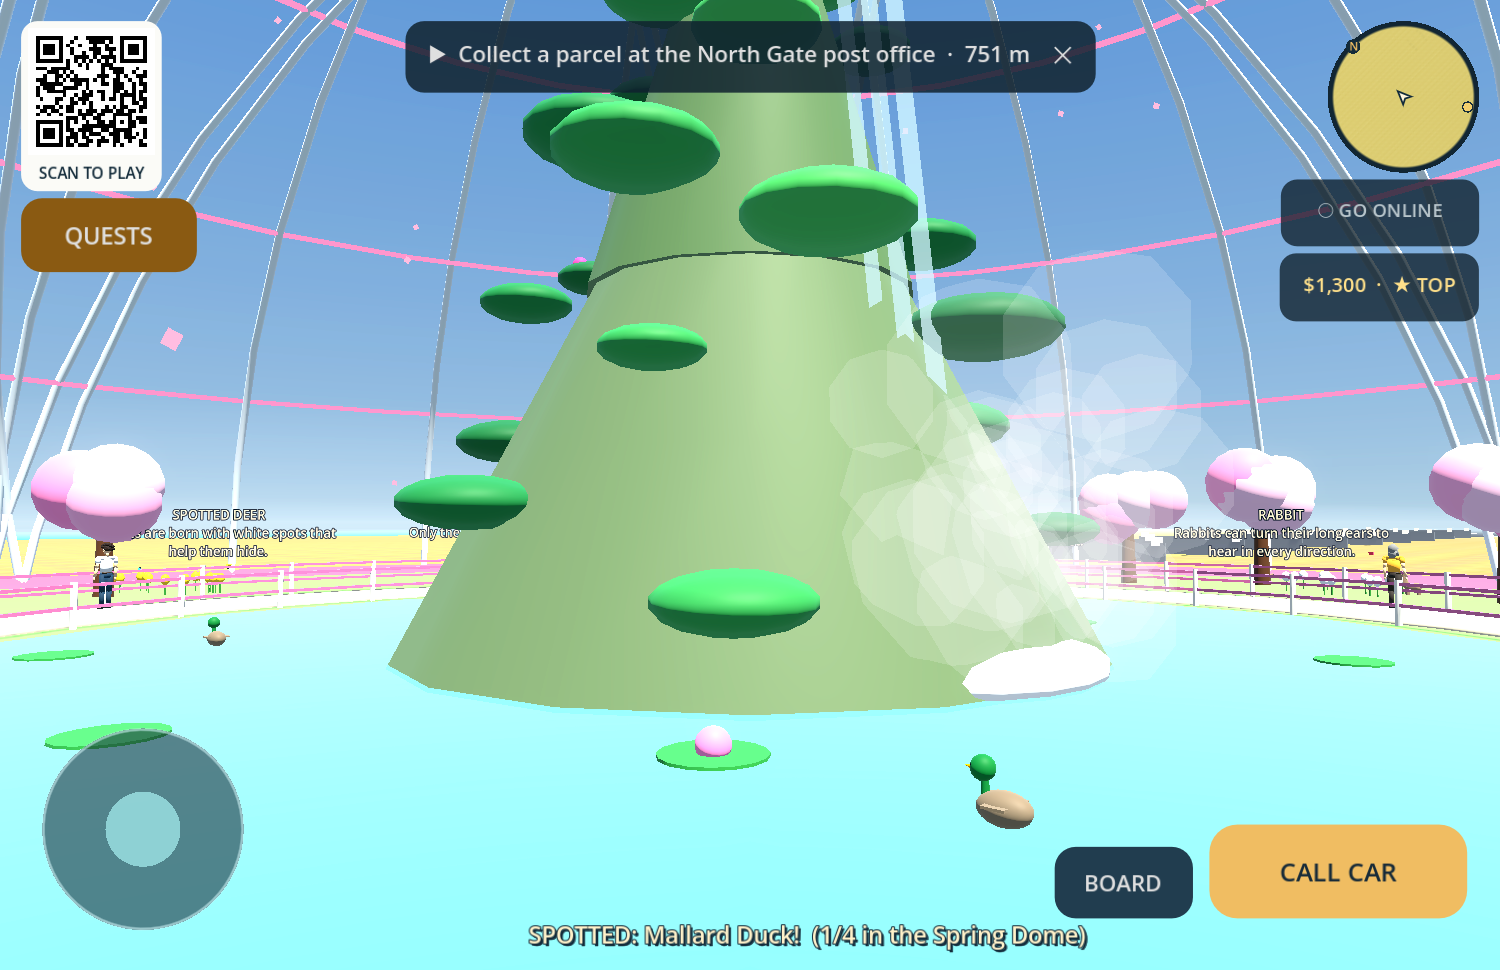 ▶ Collect a parcel at the North Gate post office · 751 m ✕
N
SCAN TO PLAY
QUESTS
GO ONLINE
$1,300 · ★ TOP
SPOTTED DEER
are born with white spots that
help them hide.
Only the
RABBIT
Rabbits can turn their long ears to
hear in every direction.
BOARD
CALL CAR
SPOTTED: Mallard Duck! (1/4 in the Spring Dome)